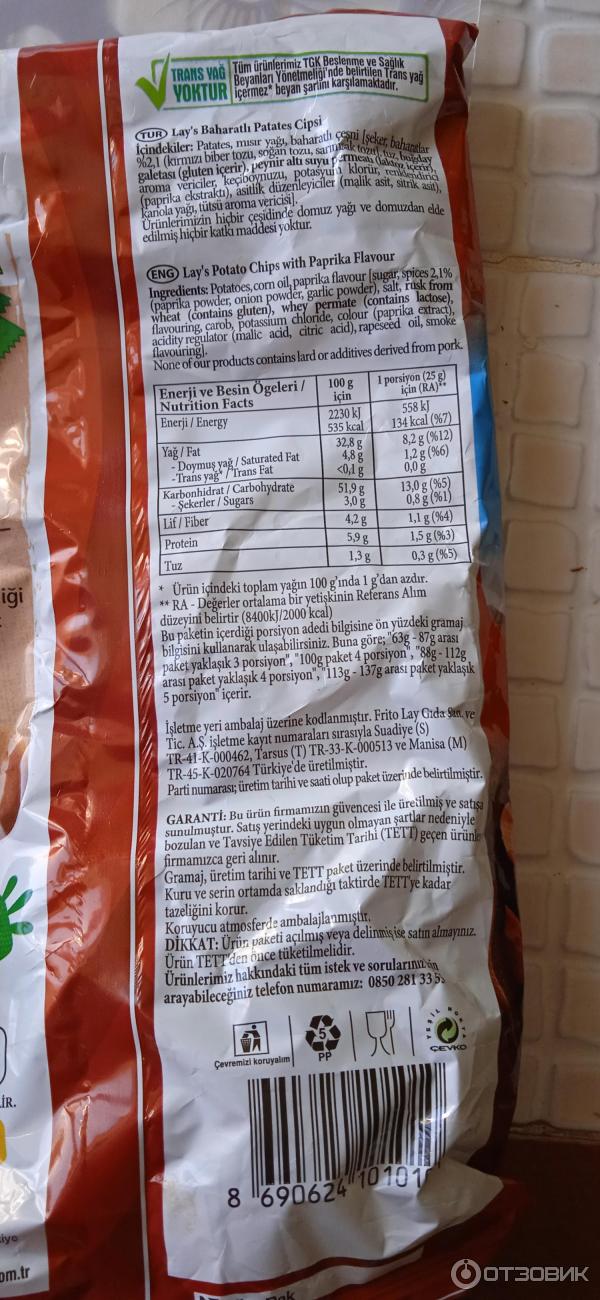 TRANS YAĞ
YOKTUR
Tüm ürünlerimiz TGK Beslenme ve Sağlık
Beyanları Yönetmeliği'nde belirtilen Trans yağ
içermez* beyan şartını karşılamaktadır.
TUR Lay's Baharatlı Patates Cipsi
İçindekiler: Patates, mısır yağı, baharatlı çeşni [şeker, baharatlar
%2,1 (kırmızı biber tozu, soğan tozu, sarımsak tozu), tuz, buğday
galetası (gluten içerir), peynir altı suyu permeatı (laktoz içerir),
aroma vericiler, keçiboynuzu, potasyum klorür, renklendirici
(paprika ekstraktı), asitlik düzenleyiciler (malik asit, sitrik asit),
kanola yağı, tütsü aroma vericisi].
Ürünlerimizin hiçbir çeşidinde domuz yağı ve domuzdan elde
edilmiş hiçbir katkı maddesi yoktur.
ENG Lay's Potato Chips with Paprika Flavour
Ingredients: Potatoes, corn oil, paprika flavour [sugar, spices 2,1%
(paprika powder, onion powder, garlic powder), salt, rusk from
wheat (contains gluten), whey permate (contains lactose),
flavouring, carob, potassium chloride, colour (paprika extract),
acidity regulator (malic acid, citric acid), rapeseed oil, smoke
flavouring].
None of our products contains lard or additives derived from pork.
Enerji ve Besin Ögeleri / Nutrition Facts 100 g için 1 porsiyon (25 g) için (RA)**
Enerji / Energy 2230 kJ 558 kJ
535 kcal 134 kcal (%7)
Yağ / Fat 32,8 g 8,2 g (%12)
- Doymuş yağ / Saturated Fat 4,8 g 1,2 g (%6)
- Trans yağ* / Trans Fat <0,1 g 0,0 g
Karbonhidrat / Carbohydrate 51,9 g 13,0 g (%5)
- Şekerler / Sugars 3,0 g 0,8 g (%1)
Lif / Fiber 4,2 g 1,1 g (%4)
Protein 5,9 g 1,5 g (%3)
Tuz 1,3 g 0,3 g (%5)
* Ürün içindeki toplam yağın 100 g'ında 1 g'dan azdır.
** RA - Değerler ortalama bir yetişkinin Referans Alım
düzeyini belirtir (8400kJ/2000 kcal)
Bu paketin içerdiği porsiyon adedi bilgisine ön yüzdeki gramaj
bilgisini kullanarak ulaşabilirsiniz. Buna göre; "63g - 87g arası
paket yaklaşık 3 porsiyon", "100g paket 4 porsiyon", "88g - 112g
arası paket yaklaşık 4 porsiyon", "113g - 137g arası paket yaklaşık
5 porsiyon" içerir.
İşletme yeri ambalaj üzerine kodlanmıştır. Frito Lay Gıda San. ve
Tic. A.Ş. işletme kayıt numaraları sırasıyla Suadiye (S)
TR-41-K-000462, Tarsus (T) TR-33-K-000513 ve Manisa (M)
TR-45-K-020764 Türkiye'de üretilmiştir.
Parti numarası; üretim tarihi ve saati olup paket üzerinde belirtilmiştir.
GARANTİ: Bu ürün firmamızın güvencesi ile üretilmiş ve satışa
sunulmuştur. Satış yerindeki uygun olmayan şartlar nedeniyle
bozulan ve Tavsiye Edilen Tüketim Tarihi (TETT) geçen ürünle
firmamızca geri alınır.
Gramaj, üretim tarihi ve TETT paket üzerinde belirtilmiştir.
Kuru ve serin ortamda saklandığı taktirde TETT'ye kadar
tazeliğini korur.
Koruyucu atmosferde ambalajlanmıştır.
DİKKAT: Ürün paketi açılmış veya delinmiş ise satın almayınız.
Ürün TETT'den önce tüketilmelidir.
Ürünlerimiz hakkındaki tüm istek ve sorularınız için
arayabileceğiniz telefon numaramız: 0850 281 33 5
Çevremizi koruyalım
5
PP
YEŞİL NOKTA
ÇEVKO
8 690624 10101
iği
İR.
kiye
om.tr
ОТЗОВИК